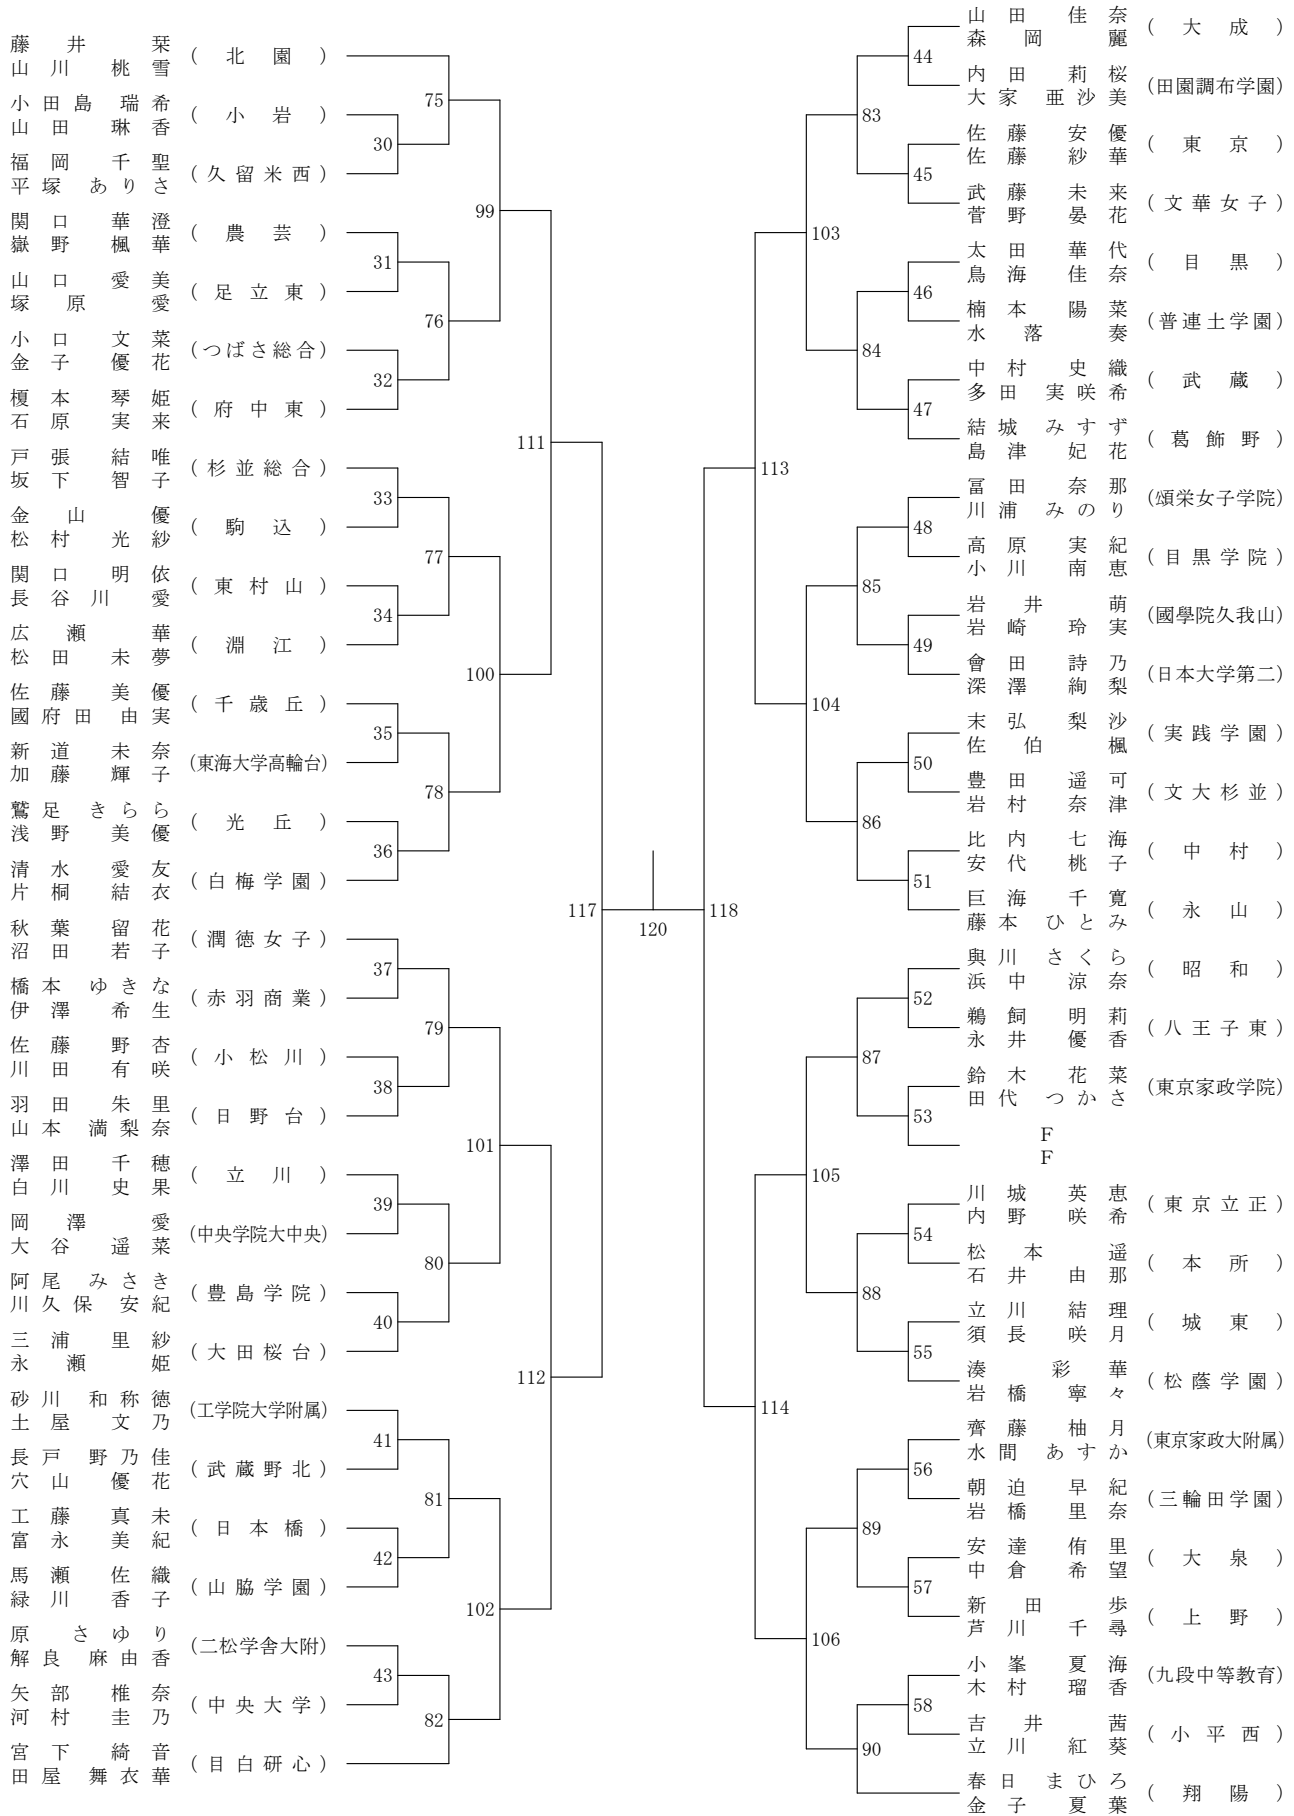 藤井 栞
山川 桃雪
(北園)
小田島 瑞希
山田 琳香
(小岩)
福岡 千聖
平塚 ありさ
(久留米西)
関口 華澄
嶽野 楓華
(農芸)
山口 愛美
塚原 愛
(足立東)
小口 文菜
金子 優花
(つばさ総合)
榎本 琴姫
石原 実来
(府中東)
戸張 結唯
坂下 智子
(杉並総合)
金山 優
松村 光紗
(駒込)
関口 明依
長谷川 愛
(東村山)
広瀬 華
松田 未夢
(淵江)
佐藤 美優
國府田 由実
(千歳丘)
新道 未奈
加藤 輝子
(東海大学高輪台)
鷲足 きらら
浅野 美優
(光丘)
清水 愛友
片桐 結衣
(白梅学園)
秋葉 留花
沼田 若子
(潤徳女子)
橋本 ゆきな
伊澤 希生
(赤羽商業)
佐藤 野杏
川田 有咲
(小松川)
羽田 朱里
山本 満梨奈
(日野台)
澤田 千穂
白川 史果
(立川)
岡澤 愛
大谷 遥菜
(中央学院大中央)
阿尾 みさき
川久保 安紀
(豊島学院)
三浦 里紗
永瀬 姫
(大田桜台)
砂川 和称徳
土屋 文乃
(工学院大学附属)
長戸 野乃佳
穴山 優花
(武蔵野北)
工藤 真未
富永 美紀
(日本橋)
馬瀬 佐織
緑川 香子
(山脇学園)
原 さゆり
解良 麻由香
(二松学舎大附)
矢部 椎奈
河村 圭乃
(中央大学)
宮下 綺音
田屋 舞衣華
(目白研心)
30
31
32
33
34
35
36
37
38
39
40
41
42
43
75
76
77
78
79
80
81
82
99
100
101
102
111
112
117
120
118
113
114
103
104
105
106
83
84
85
86
87
88
89
90
44
45
46
47
48
49
50
51
52
53
54
55
56
57
58
山田 佳奈
森岡 麗
(大成)
内田 莉桜
大家 亜沙美
(田園調布学園)
佐藤 安優
佐藤 紗華
(東京)
武藤 未来
菅野 晏花
(文華女子)
太田 華代
鳥海 佳奈
(目黒)
楠本 陽菜
水落 奏
(普連土学園)
中村 史織
多田 実咲希
(武蔵)
結城 みすず
島津 妃花
(葛飾野)
冨田 奈那
川浦 みのり
(頌栄女子学院)
高原 実紀
小川 南恵
(目黒学院)
岩井 萌
岩崎 玲実
(國學院久我山)
會田 詩乃
深澤 絢梨
(日本大学第二)
末弘 梨沙
佐伯 楓
(実践学園)
豊田 遥可
岩村 奈津
(文大杉並)
比内 七海
安代 桃子
(中村)
巨海 千寛
藤本 ひとみ
(永山)
與川 さくら
浜中 涼奈
(昭和)
鵜飼 明莉
永井 優香
(八王子東)
鈴木 花菜
田代 つかさ
(東京家政学院)
F
F
川城 英恵
内野 咲希
(東京立正)
松本 遥
石井 由那
(本所)
立川 結理
須長 咲月
(城東)
湊 彩華
岩橋 寧々
(松蔭学園)
齊藤 柚月
水間 あすか
(東京家政大附属)
朝迫 早紀
岩橋 里奈
(三輪田学園)
安達 侑里
中倉 希望
(大泉)
新田 歩
芦川 千尋
(上野)
小峯 夏海
木村 瑠香
(九段中等教育)
吉井 茜
立川 紅葵
(小平西)
春日 まひろ
金子 夏葉
(翔陽)